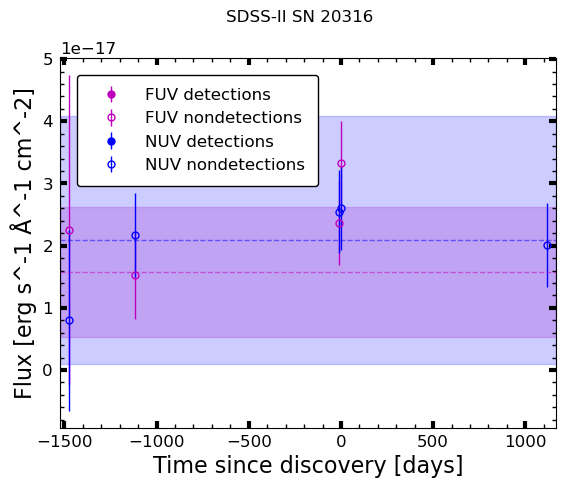 SDSS-II SN 20316
1e−17
5
4
3
2
1
0
Flux [erg s^-1 Å^-1 cm^-2]
FUV detections
FUV nondetections
NUV detections
NUV nondetections
−1500 −1000 −500 0 500 1000
Time since discovery [days]